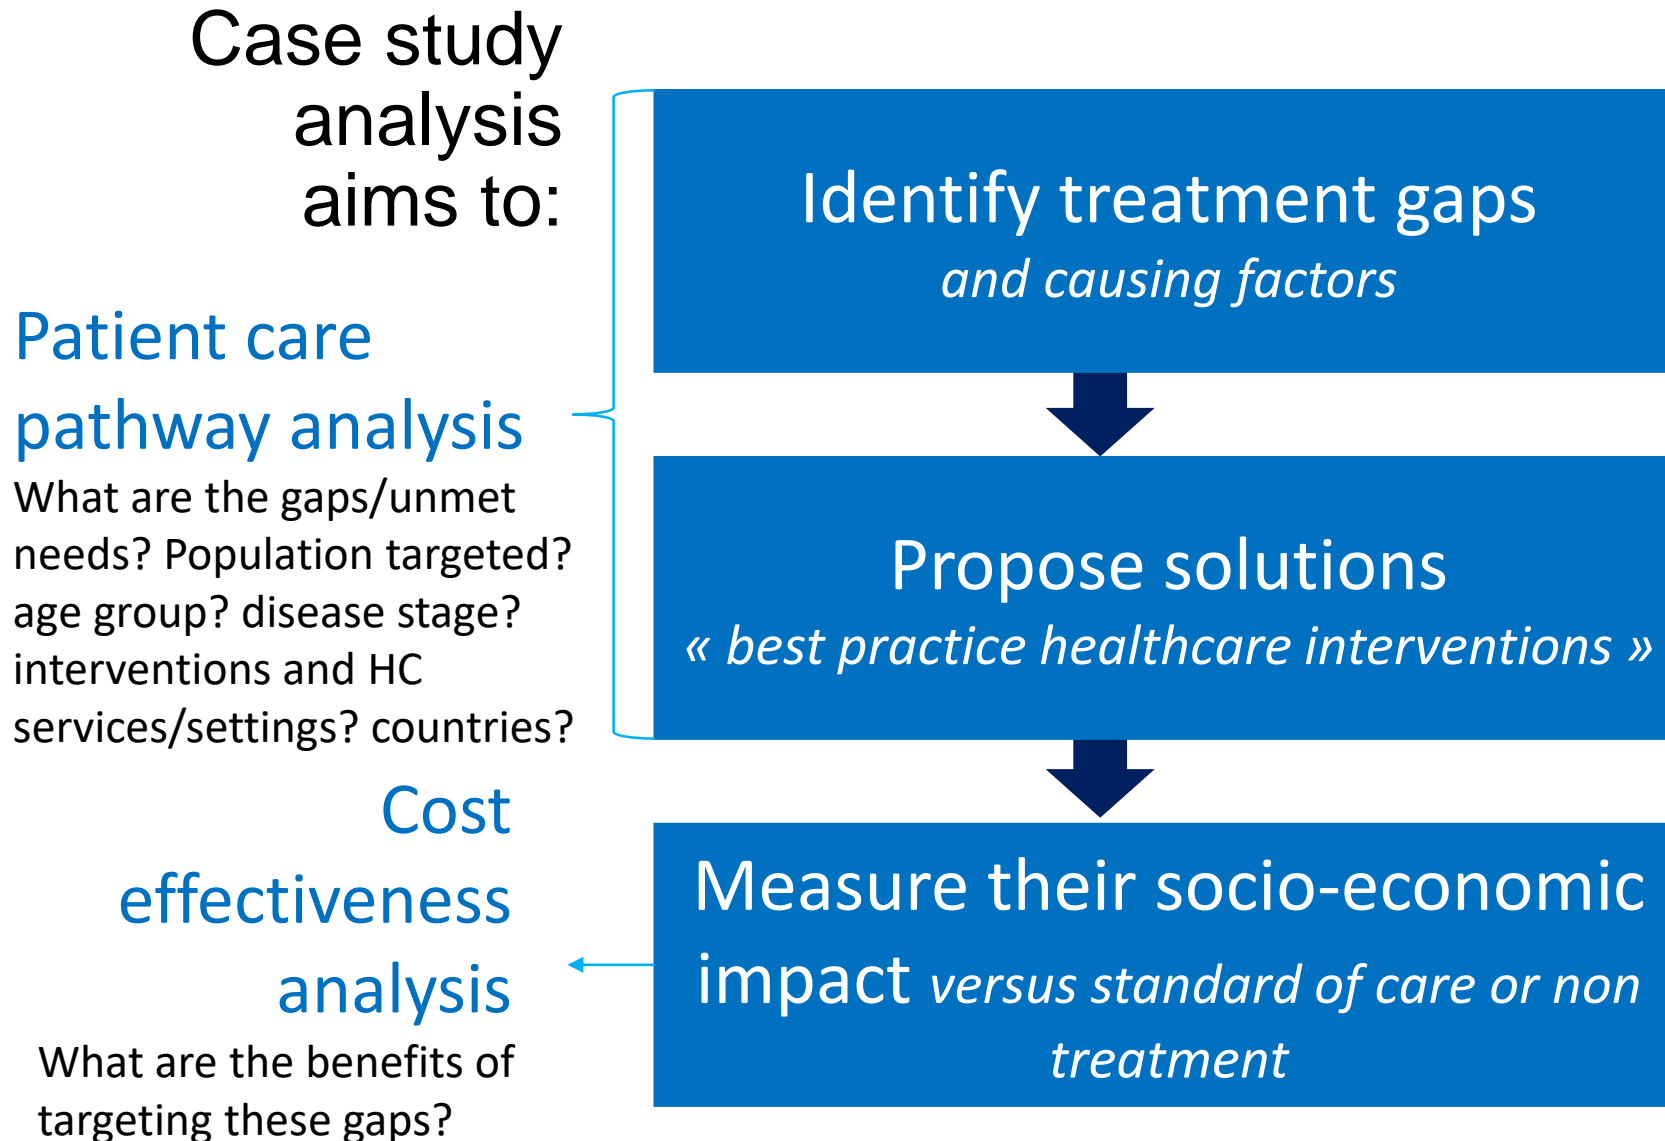 Case study
analysis
aims to:
Patient care
pathway analysis
What are the gaps/unmet
needs? Population targeted?
age group? disease stage?
interventions and HC
services/settings? countries?
Cost
effectiveness
analysis
What are the benefits of
targeting these gaps?
Identify treatment gaps
and causing factors
Propose solutions
« best practice healthcare interventions »
Measure their socio-economic
impact versus standard of care or non
treatment